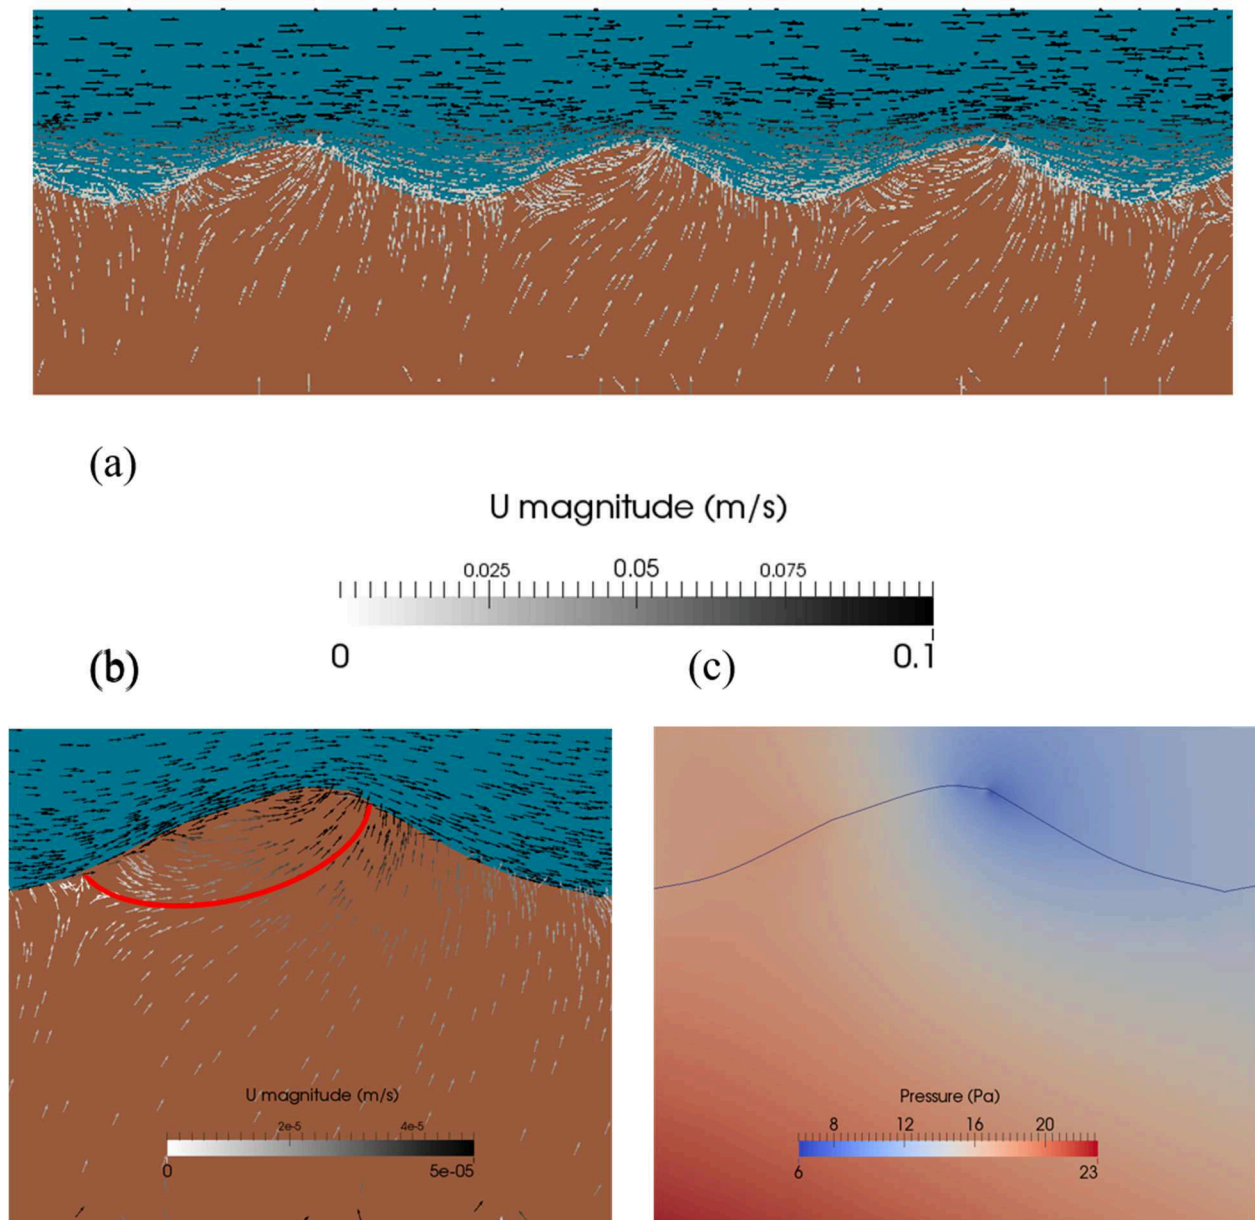 (a)
U magnitude (m/s)
0.025 0.05 0.075
0 0.1
(b) (c)
U magnitude (m/s)
2e-5 4e-5
0 5e-05
Pressure (Pa)
8 12 16 20
6 23